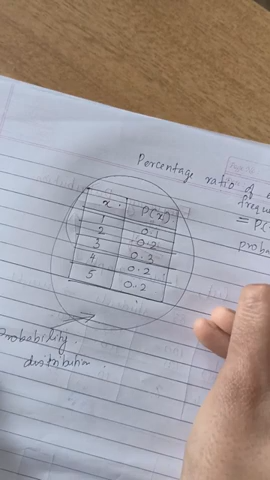 Percentage ratio of
frequ
= P(
proba
x. P(x)
1 0.1
2 0.2
3 0.3
4 0.2
5 0.2
Probability
distribution